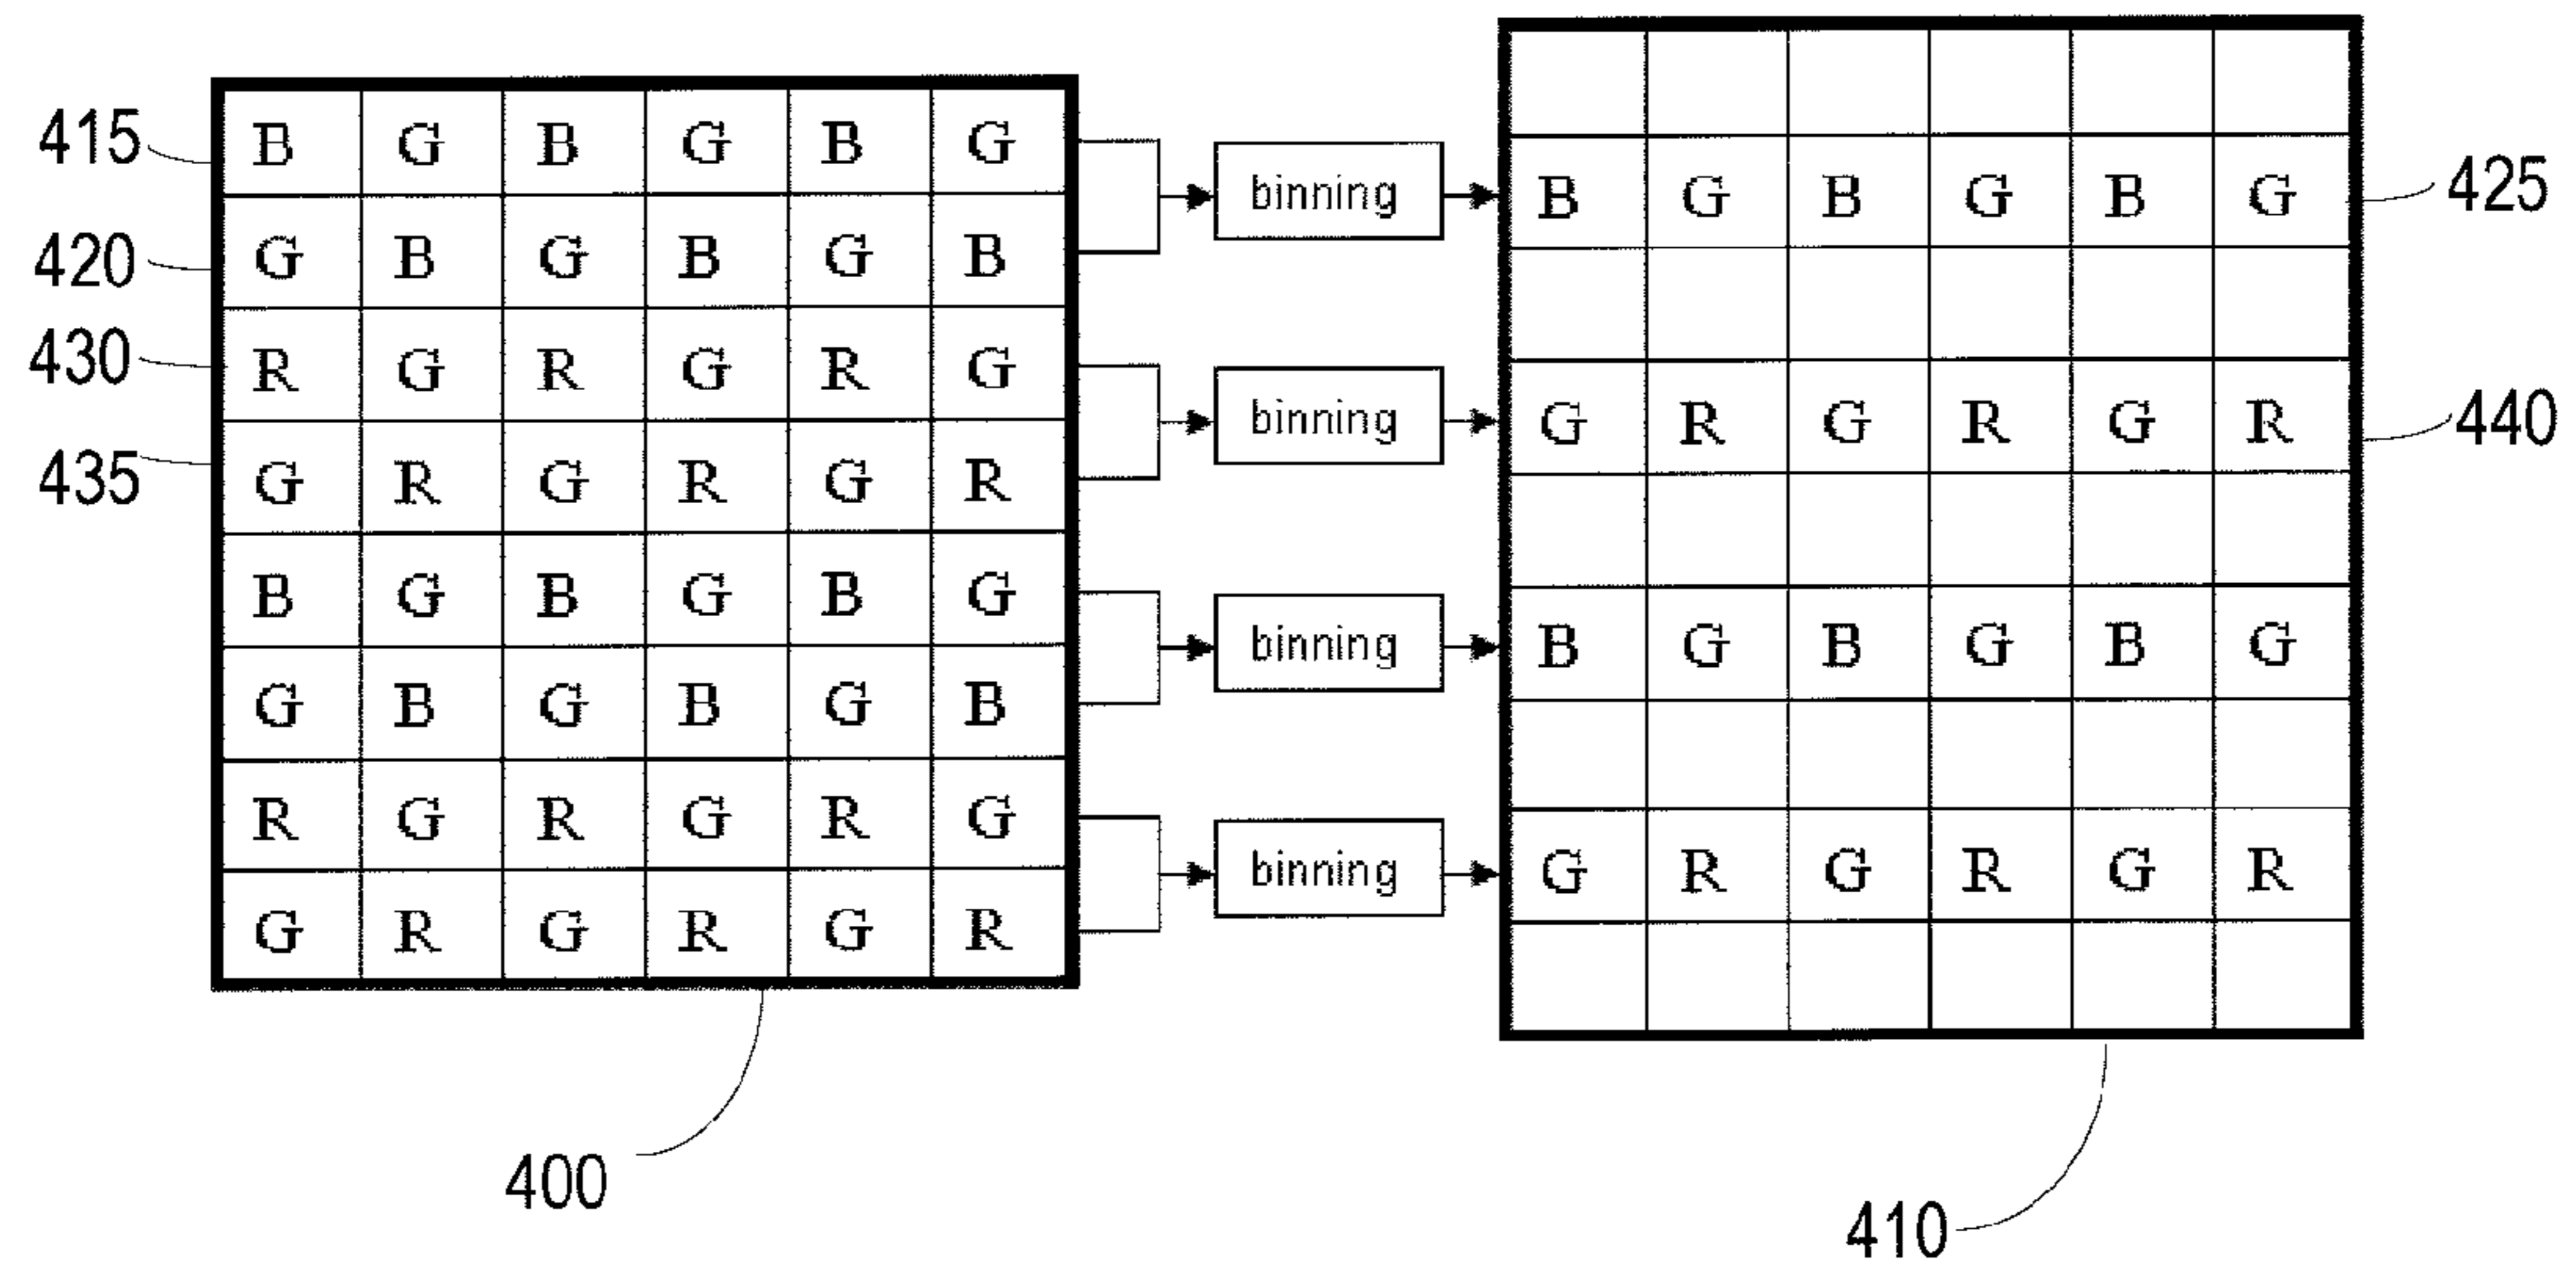 415 B G B G B G
binning
B G B G B G 425
420 G B G B G B
430 R G R G R G
binning
G R G R G R 440
435 G R G R G R
B G B G B G
binning
B G B G B G
G B G B G B
R G R G R G
binning
G R G R G R
G R G R G R
400
410